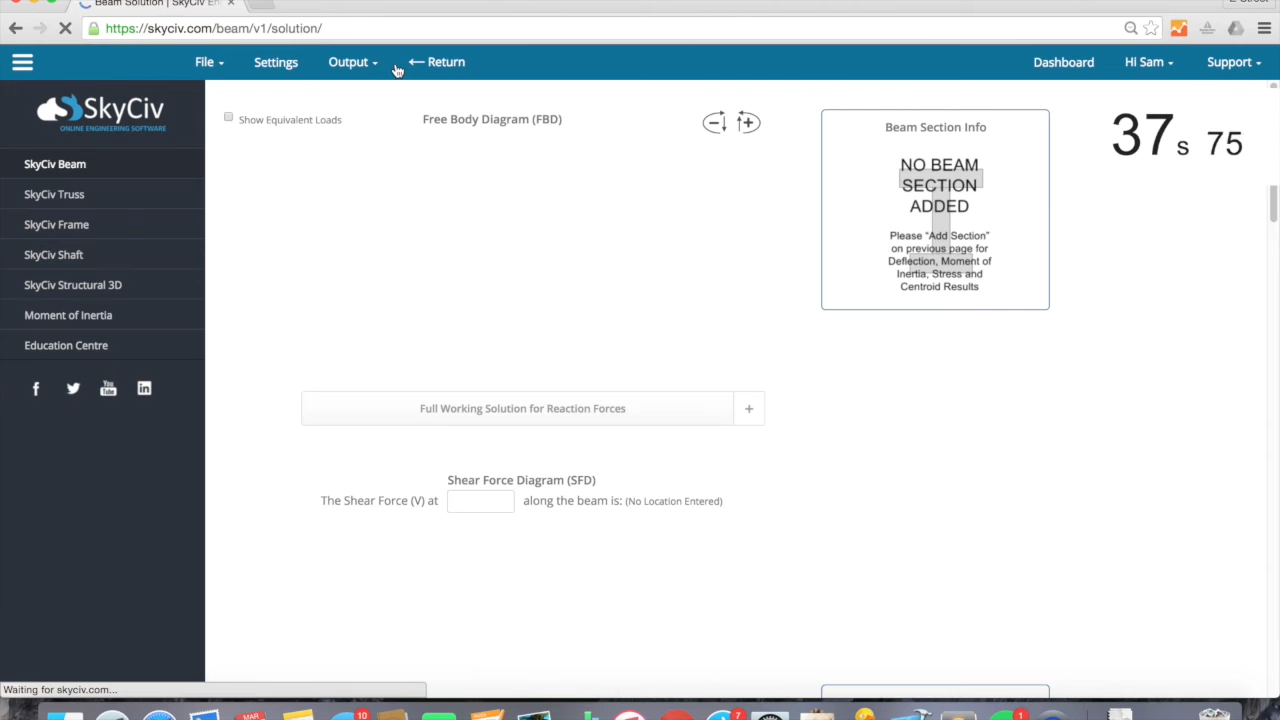 Beam Solution | SkyCiv En
https://skyciv.com/beam/v1/solution/
File
Settings
Output
Return
Dashboard
Hi Sam
Support
SkyCiv
ONLINE ENGINEERING SOFTWARE
SkyCiv Beam
SkyCiv Truss
SkyCiv Frame
SkyCiv Shaft
SkyCiv Structural 3D
Moment of Inertia
Education Centre
Show Equivalent Loads
Free Body Diagram (FBD)
Beam Section Info
NO BEAM
SECTION
ADDED
Please "Add Section"
on previous page for
Deflection, Moment of
Inertia, Stress and
Centroid Results
37s 75
Full Working Solution for Reaction Forces
+
Shear Force Diagram (SFD)
The Shear Force (V) at along the beam is: (No Location Entered)
Waiting for skyciv.com...
MAR
10
7
1